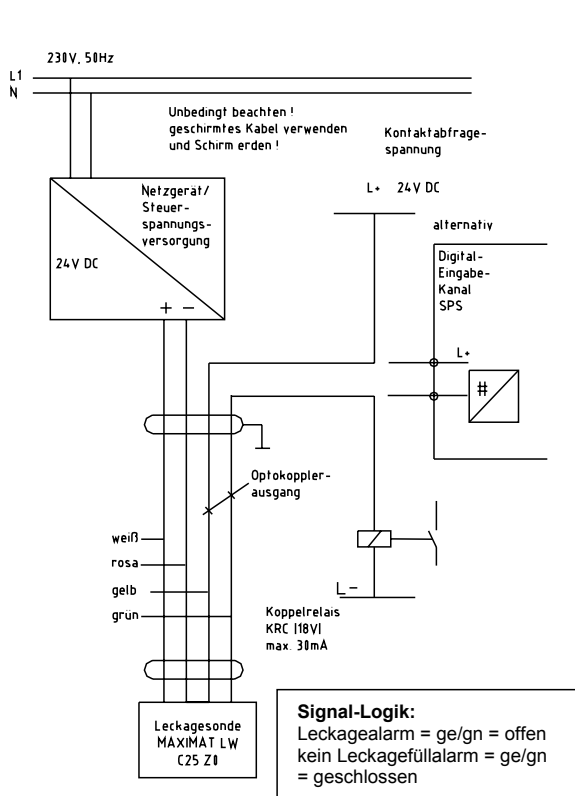 230V, 50Hz
L1
N
Unbedingt beachten !
geschirmtes Kabel verwenden
und Schirm erden !
Kontaktabfrage-
spannung
L+ 24V DC
Netzgerät/
Steuer-
spannungs-
versorgung
24V DC
+ -
alternativ
Digital-
Eingabe-
Kanal
SPS
L+
#
Optokoppler-
ausgang
weiß
rosa
gelb
grün
L-
Koppelrelais
KRC |18V|
max. 30mA
Leckagesonde
MAXIMAT LW
C25 Z0
Signal-Logik:
Leckagealarm = ge/gn = offen
kein Leckagefüllalarm = ge/gn
= geschlossen